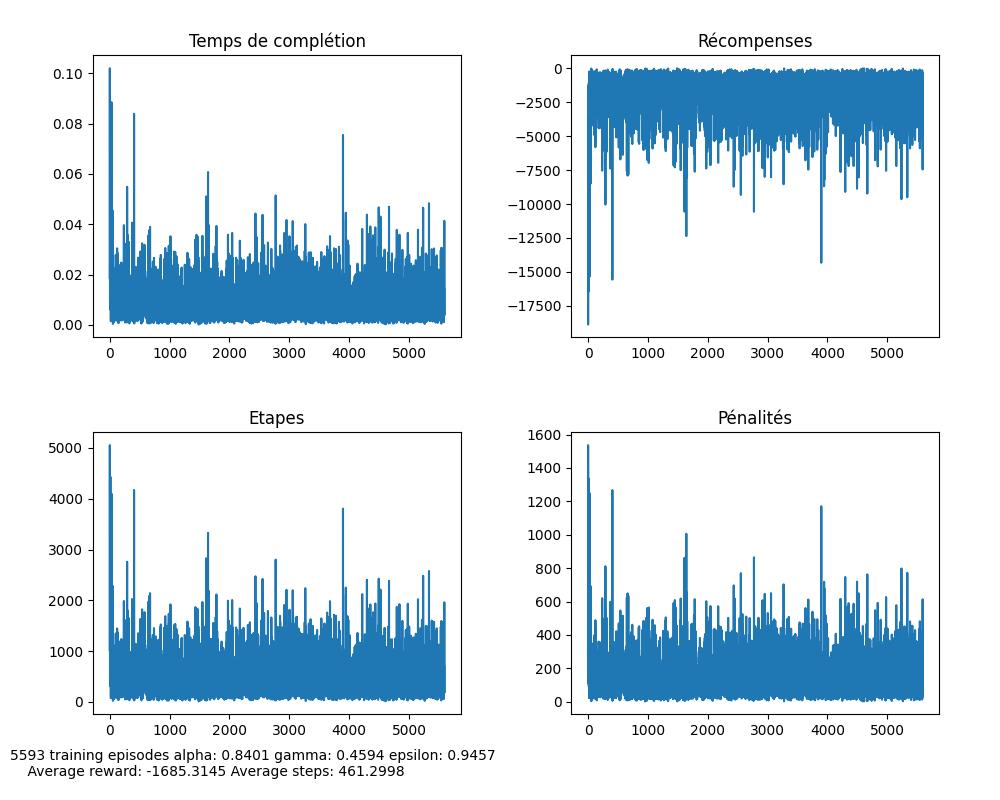 Temps de complétion
0.10
0.08
0.06
0.04
0.02
0.00
0 1000 2000 3000 4000 5000
Récompenses
0
−2500
−5000
−7500
−10000
−12500
−15000
−17500
0 1000 2000 3000 4000 5000
Etapes
5000
4000
3000
2000
1000
0
0 1000 2000 3000 4000 5000
Pénalités
1600
1400
1200
1000
800
600
400
200
0
0 1000 2000 3000 4000 5000
5593 training episodes alpha: 0.8401 gamma: 0.4594 epsilon: 0.9457
Average reward: -1685.3145 Average steps: 461.2998